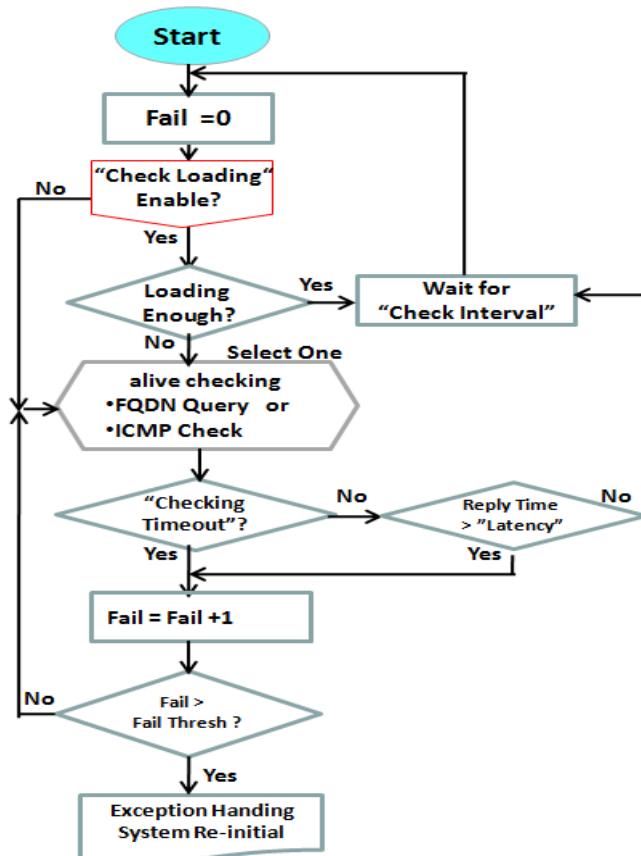 Start
Fail =0
No
“Check Loading“
Enable?
Yes
Loading
Enough?
Yes
Wait for
“Check Interval”
No
Select One
alive checking
•FQDN Query or
•ICMP Check
“Checking
Timeout”?
No
Reply Time
> ”Latency”
No
Yes
Yes
Fail = Fail +1
No
Fail >
Fail Thresh ?
Yes
Exception Handing
System Re-initial